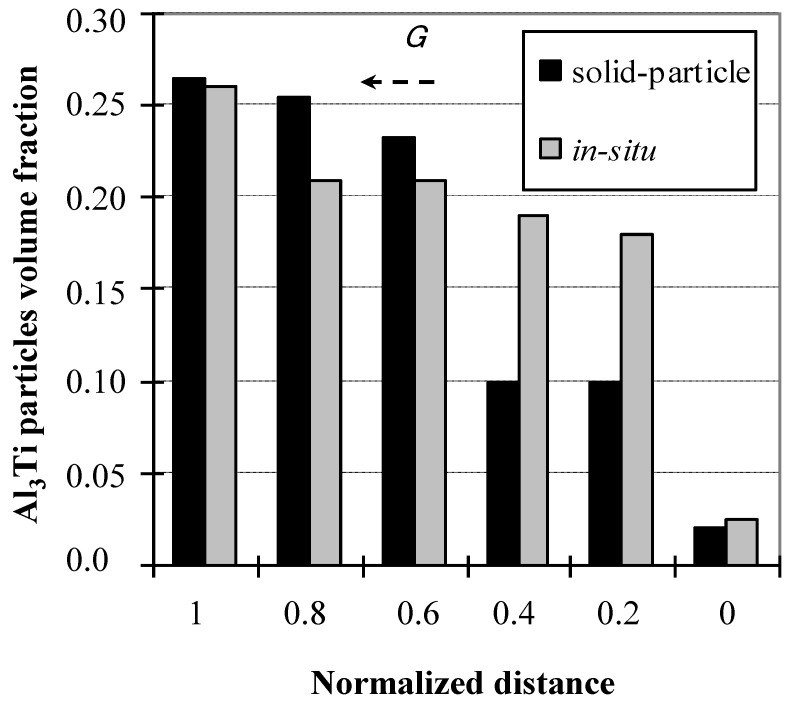 Al₃Ti particles volume fraction
0.30
0.25
0.20
0.15
0.10
0.05
0.0
G
solid-particle
in-situ
1 0.8 0.6 0.4 0.2 0
Normalized distance